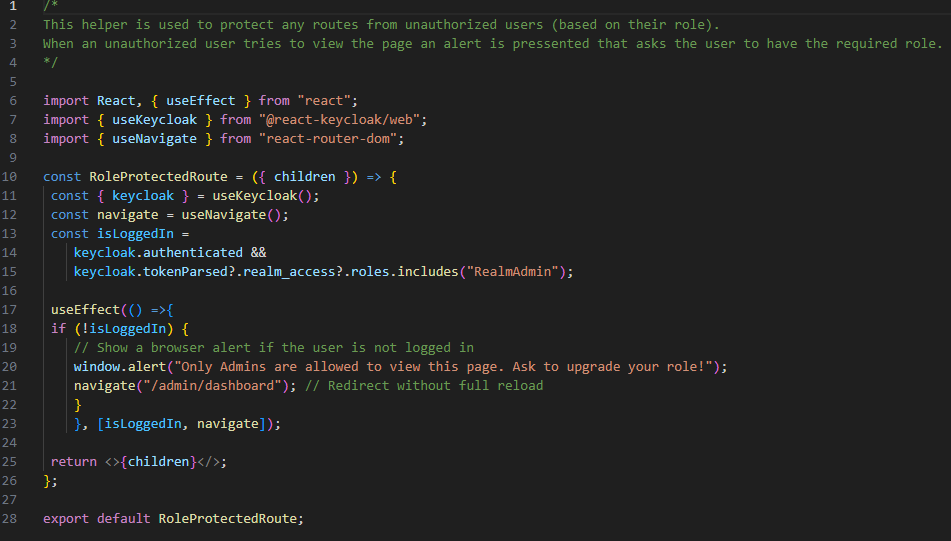 1 /*
2 This helper is used to protect any routes from unauthorized users (based on their role).
3 When an unauthorized user tries to view the page an alert is pressented that asks the user to have the required role.
4 */
5
6 import React, { useEffect } from "react";
7 import { useKeycloak } from "@react-keycloak/web";
8 import { useNavigate } from "react-router-dom";
9
10 const RoleProtectedRoute = ({ children }) => {
11  const { keycloak } = useKeycloak();
12  const navigate = useNavigate();
13  const isLoggedIn =
14    keycloak.authenticated &&
15    keycloak.tokenParsed?.realm_access?.roles.includes("RealmAdmin");
16
17  useEffect(() =>{
18  if (!isLoggedIn) {
19    // Show a browser alert if the user is not logged in
20    window.alert("Only Admins are allowed to view this page. Ask to upgrade your role!");
21    navigate("/admin/dashboard"); // Redirect without full reload
22    }
23    }, [isLoggedIn, navigate]);
24
25  return <>{children}</>;
26 };
27
28 export default RoleProtectedRoute;